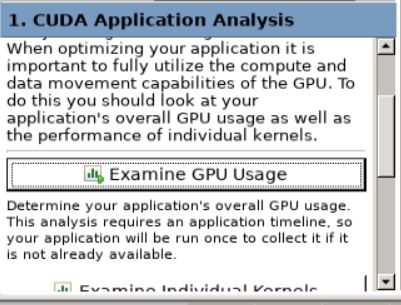 1. CUDA Application Analysis
When optimizing your application it is
important to fully utilize the compute and
data movement capabilities of the GPU. To
do this you should look at your
application's overall GPU usage as well as
the performance of individual kernels.
Examine GPU Usage
Determine your application's overall GPU usage.
This analysis requires an application timeline, so
your application will be run once to collect it if it
is not already available.
Examine Individual Kernels